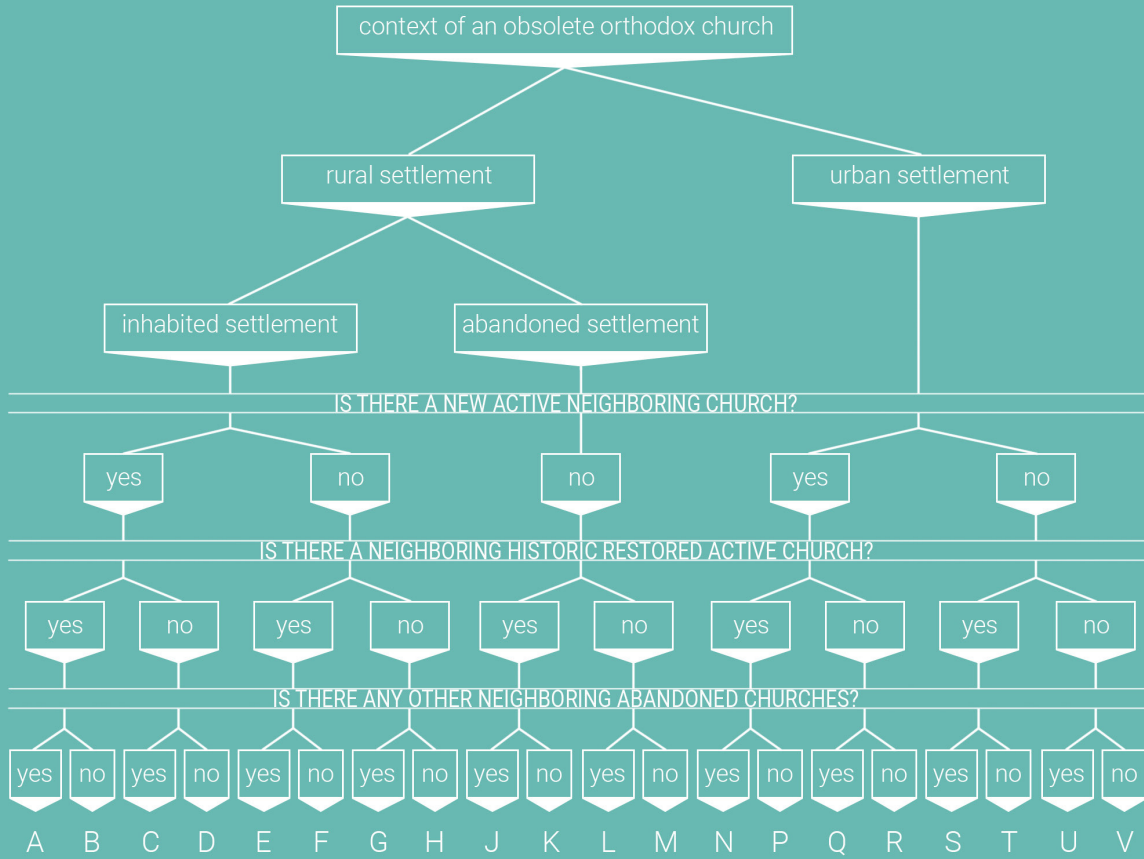 context of an obsolete orthodox church
rural settlement urban settlement
inhabited settlement abandoned settlement
IS THERE A NEW ACTIVE NEIGHBORING CHURCH?
yes no no yes no
IS THERE A NEIGHBORING HISTORIC RESTORED ACTIVE CHURCH?
yes no yes no yes no yes no yes no
IS THERE ANY OTHER NEIGHBORING ABANDONED CHURCHES?
yes no yes no yes no yes no yes no yes no yes no yes no yes no yes no
A B C D E F G H J K L M N P Q R S T U V